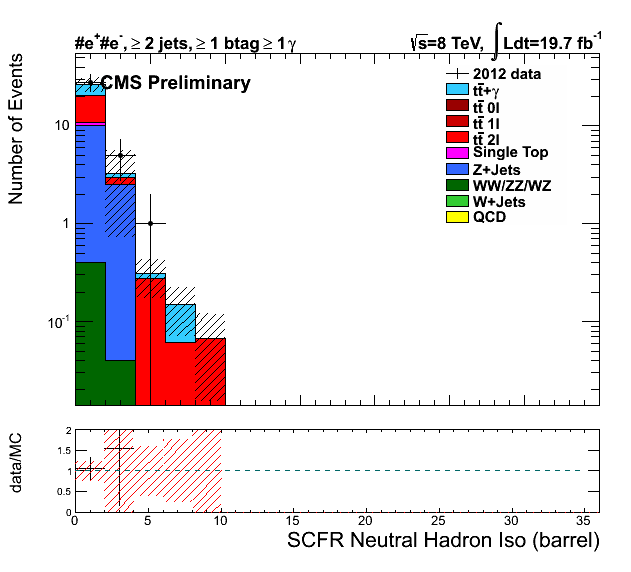 #e⁺#e⁻, ≥ 2 jets, ≥ 1 btag ≥ 1γ
√s=8 TeV, ∫Ldt=19.7 fb⁻¹
CMS Preliminary
2012 data
tt̄+γ
tt̄ 0l
tt̄ 1l
tt̄ 2l
Single Top
Z+Jets
WW/ZZ/WZ
W+Jets
QCD
Number of Events
10
1
10⁻¹
data/MC
2
1.5
1
0.5
0
0 5 10 15 20 25 30 35
SCFR Neutral Hadron Iso (barrel)